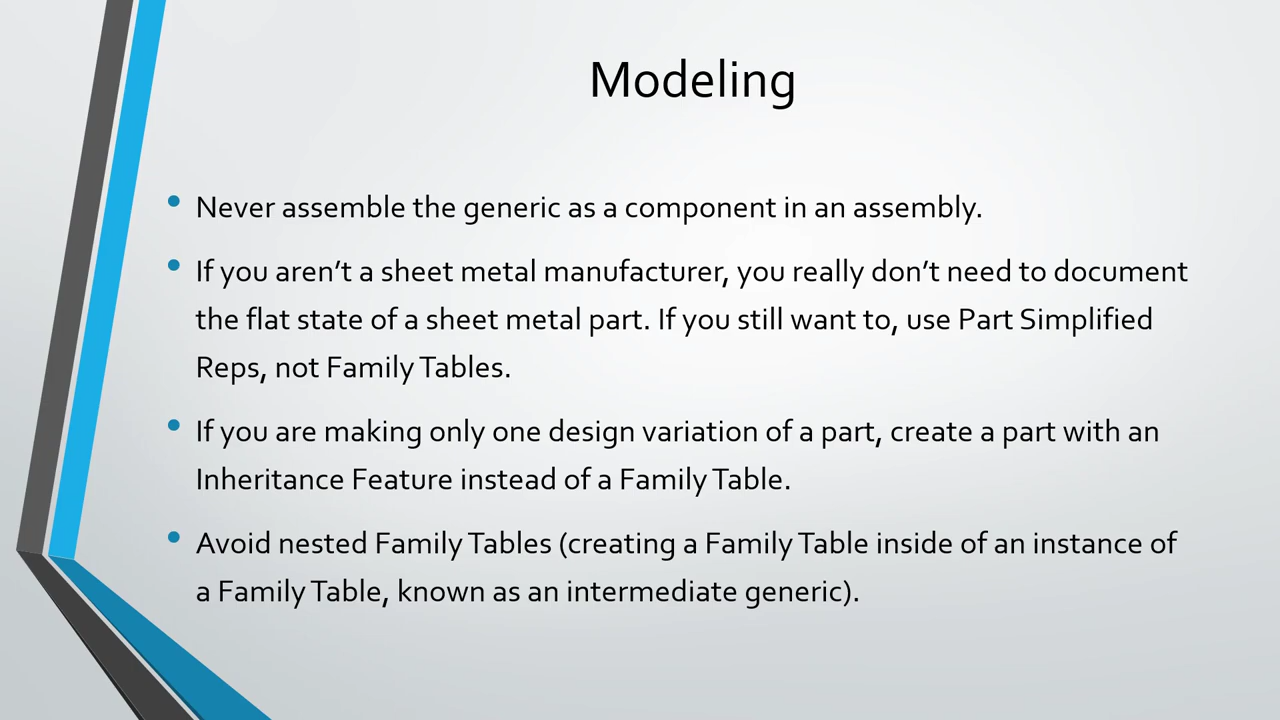 Modeling
Never assemble the generic as a component in an assembly.
If you aren’t a sheet metal manufacturer, you really don’t need to document
the flat state of a sheet metal part. If you still want to, use Part Simplified
Reps, not Family Tables.
If you are making only one design variation of a part, create a part with an
Inheritance Feature instead of a Family Table.
Avoid nested Family Tables (creating a Family Table inside of an instance of
a Family Table, known as an intermediate generic).